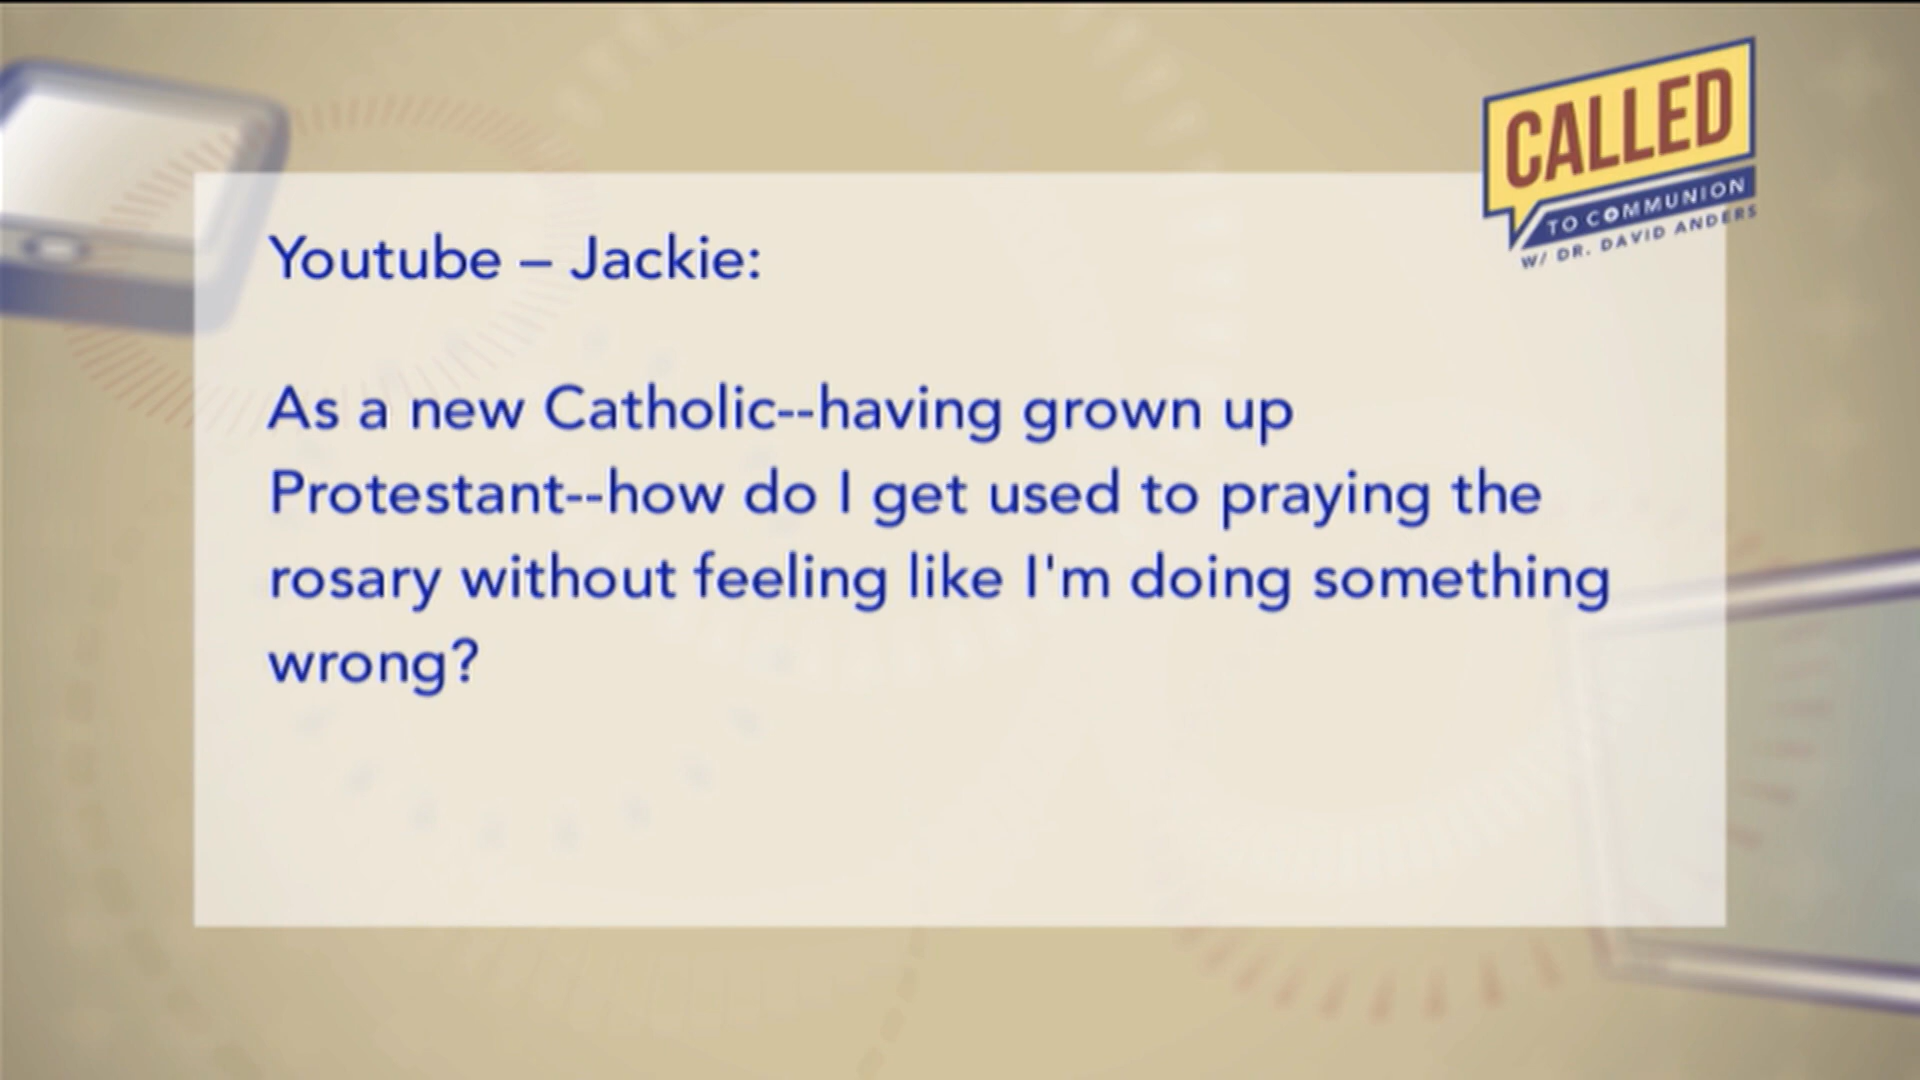 CALLED
TO COMMUNION
W/ DR. DAVID ANDERS
Youtube – Jackie:
As a new Catholic--having grown up
Protestant--how do I get used to praying the
rosary without feeling like I'm doing something
wrong?